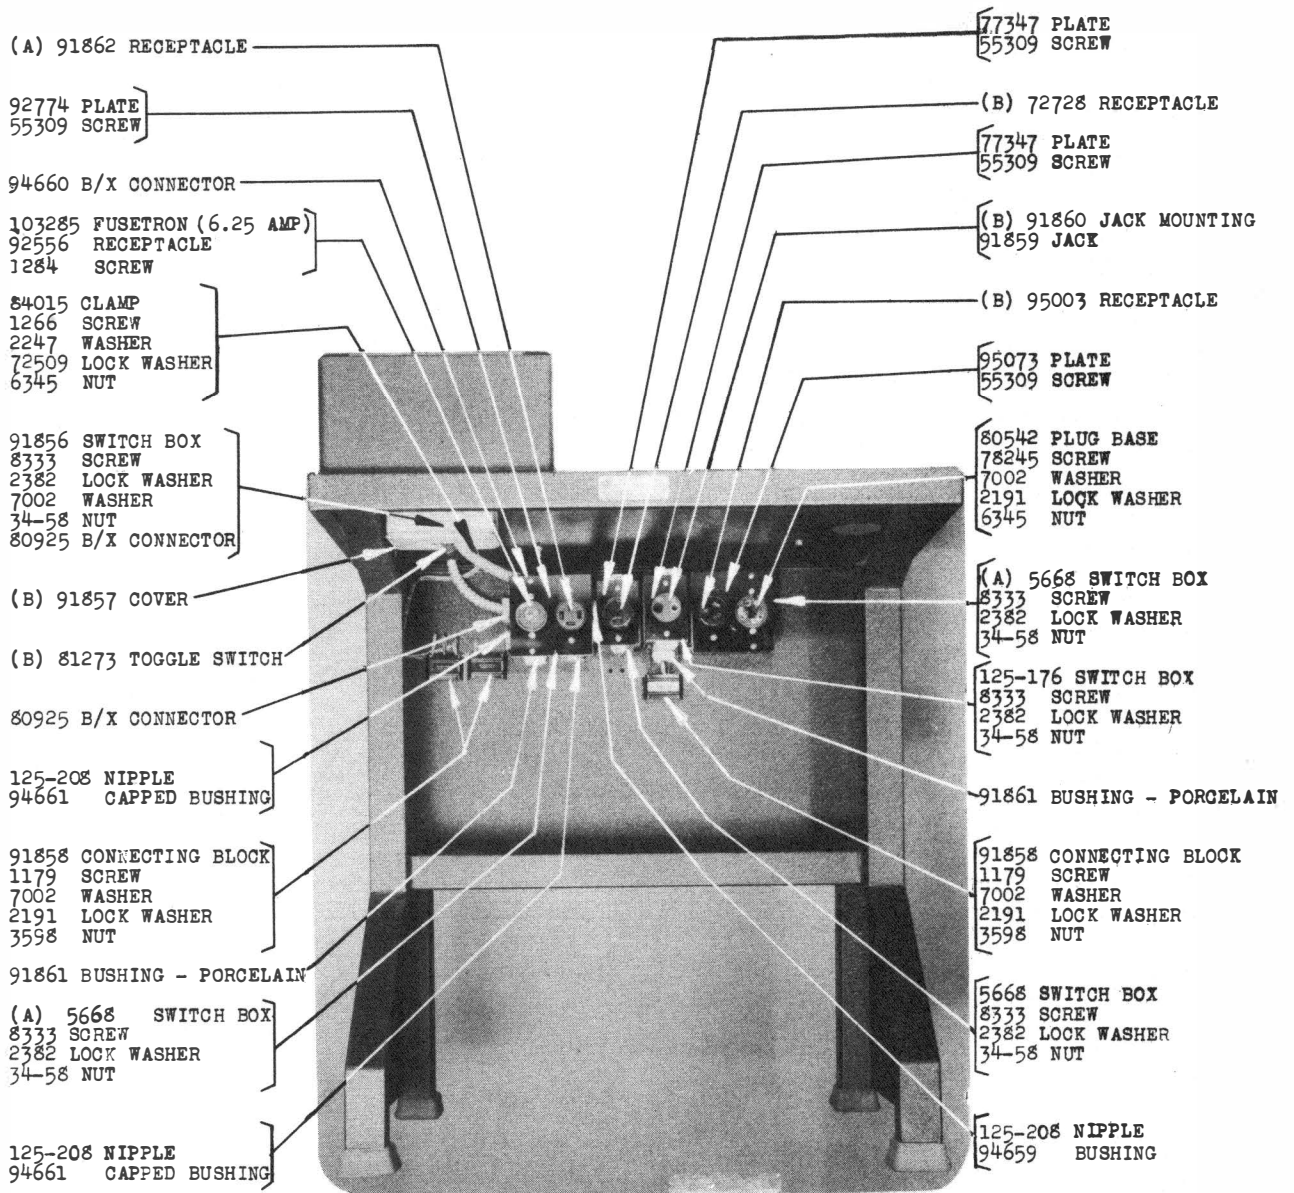 (A) 91862 RECEPTACLE
92774 PLATE
55309 SCREW
94660 B/X CONNECTOR
103285 FUSETRON (6.25 AMP)
92556 RECEPTACLE
1284 SCREW
84015 CLAMP
1266 SCREW
2247 WASHER
72509 LOCK WASHER
6345 NUT
91856 SWITCH BOX
8333 SCREW
2382 LOCK WASHER
7002 WASHER
34-58 NUT
80925 B/X CONNECTOR
(B) 91857 COVER
(B) 81273 TOGGLE SWITCH
80925 B/X CONNECTOR
125-208 NIPPLE
94661 CAPPED BUSHING
91858 CONNECTING BLOCK
1179 SCREW
7002 WASHER
2191 LOCK WASHER
3598 NUT
91861 BUSHING - PORCELAIN
(A) 5668 SWITCH BOX
8333 SCREW
2382 LOCK WASHER
34-58 NUT
125-208 NIPPLE
94661 CAPPED BUSHING
77347 PLATE
55309 SCREW
(B) 72728 RECEPTACLE
77347 PLATE
55309 SCREW
(B) 91860 JACK MOUNTING
91859 JACK
(B) 95003 RECEPTACLE
95073 PLATE
55309 SCREW
80542 PLUG BASE
78245 SCREW
7002 WASHER
2191 LOCK WASHER
6345 NUT
(A) 5668 SWITCH BOX
8333 SCREW
2382 LOCK WASHER
34-58 NUT
125-176 SWITCH BOX
8333 SCREW
2382 LOCK WASHER
34-58 NUT
91861 BUSHING - PORCELAIN
91858 CONNECTING BLOCK
1179 SCREW
7002 WASHER
2191 LOCK WASHER
3598 NUT
5668 SWITCH BOX
8333 SCREW
2382 LOCK WASHER
34-58 NUT
125-208 NIPPLE
94659 BUSHING